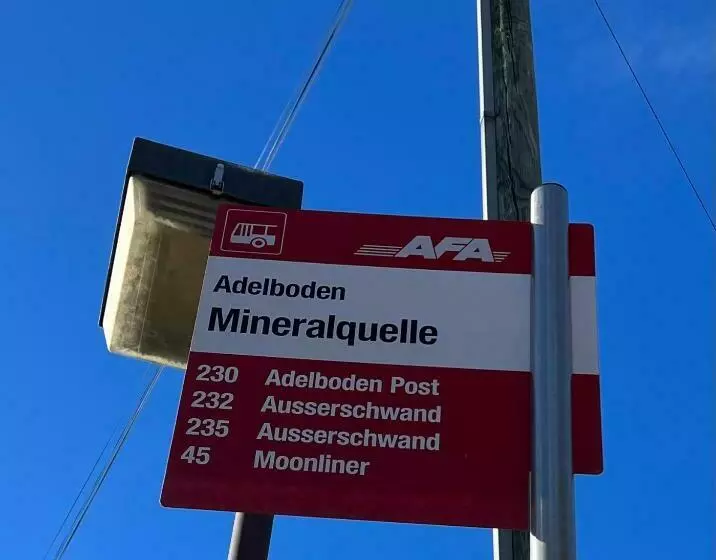 AFA
Adelboden
Mineralquelle
230 Adelboden Post
232 Ausserschwand
235 Ausserschwand
45 Moonliner